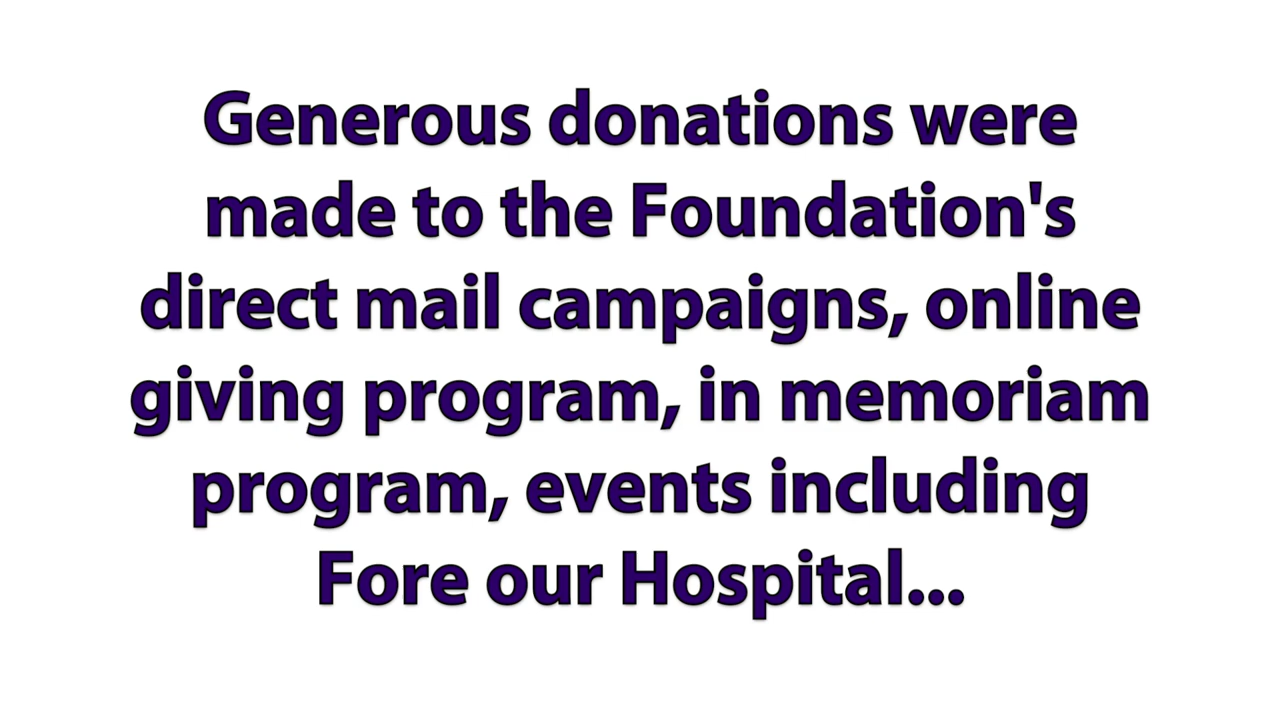 Generous donations were
made to the Foundation's
direct mail campaigns, online
giving program, in memoriam
program, events including
Fore our Hospital...